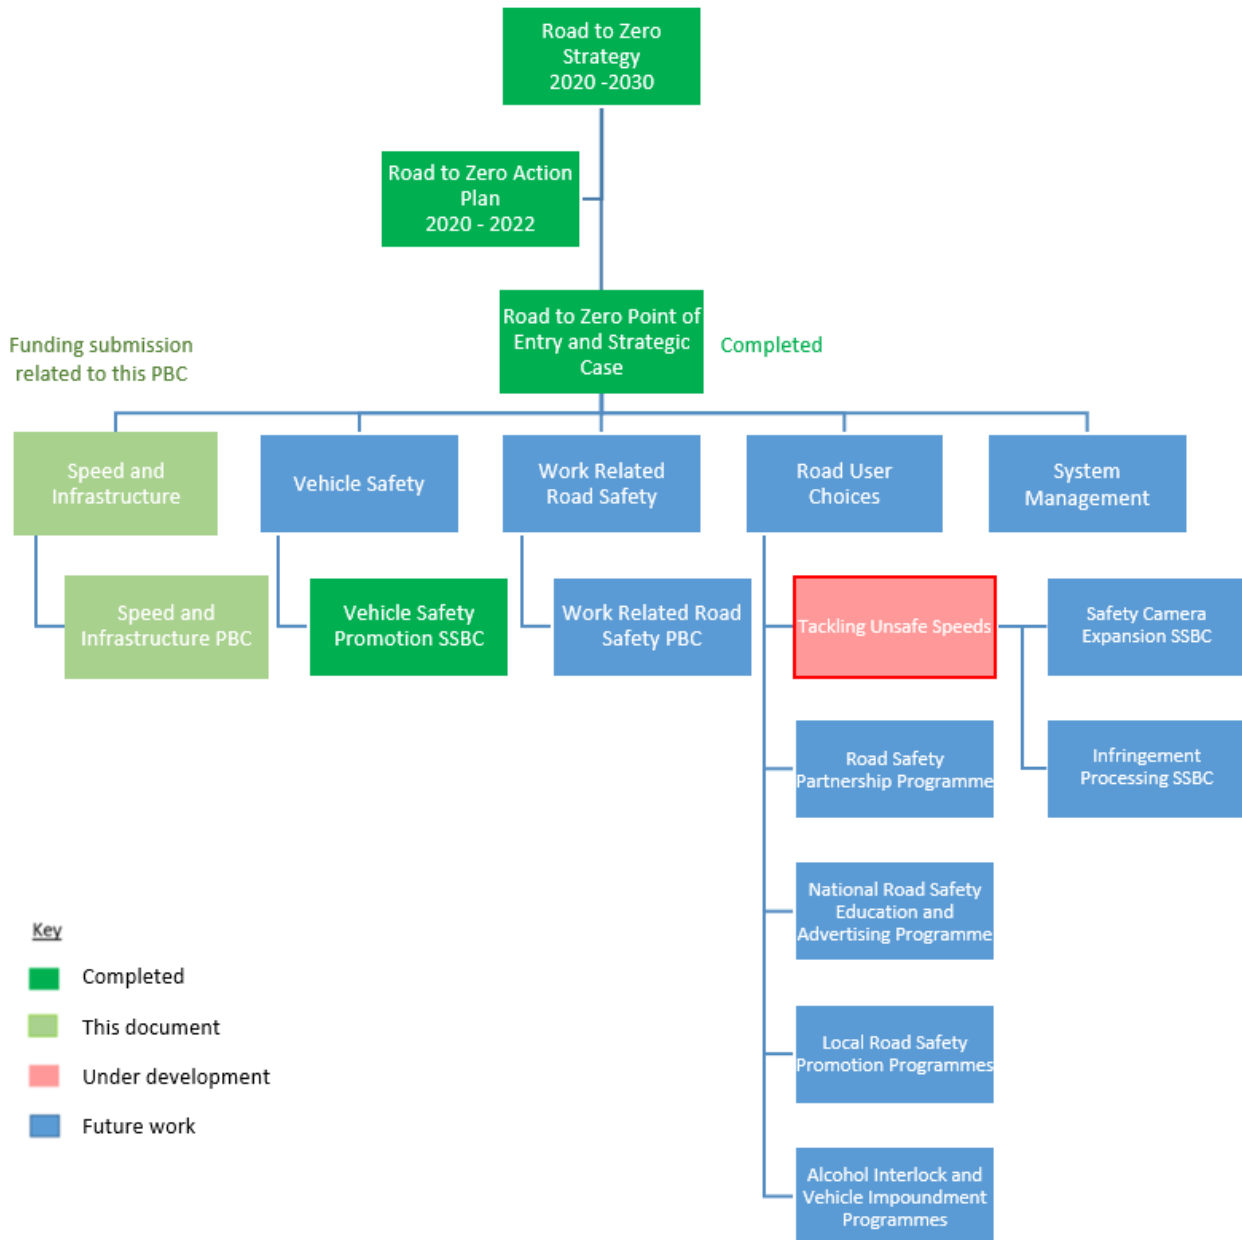 Road to Zero
Strategy
2020 -2030
Road to Zero Action
Plan
2020 - 2022
Road to Zero Point of
Entry and Strategic
Case
Completed
Funding submission
related to this PBC
Speed and
Infrastructure
Vehicle Safety
Work Related
Road Safety
Road User
Choices
System
Management
Speed and
Infrastructure PBC
Vehicle Safety
Promotion SSBC
Work Related Road
Safety PBC
Tackling Unsafe Speeds
Safety Camera
Expansion SSBC
Road Safety
Partnership Programme
Infringement
Processing SSBC
National Road Safety
Education and
Advertising Programme
Local Road Safety
Promotion Programmes
Alcohol Interlock and
Vehicle Impoundment
Programmes
Key
Completed
This document
Under development
Future work